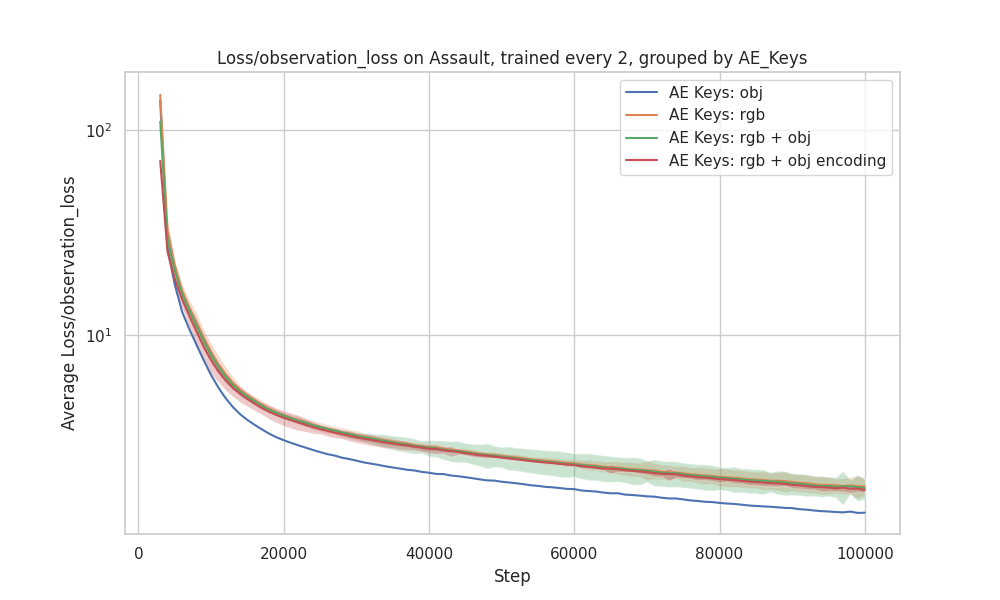 Loss/observation_loss on Assault, trained every 2, grouped by AE_Keys
AE Keys: obj
AE Keys: rgb
AE Keys: rgb + obj
AE Keys: rgb + obj encoding
10²
10¹
Average Loss/observation_loss
0
20000
40000
60000
80000
100000
Step